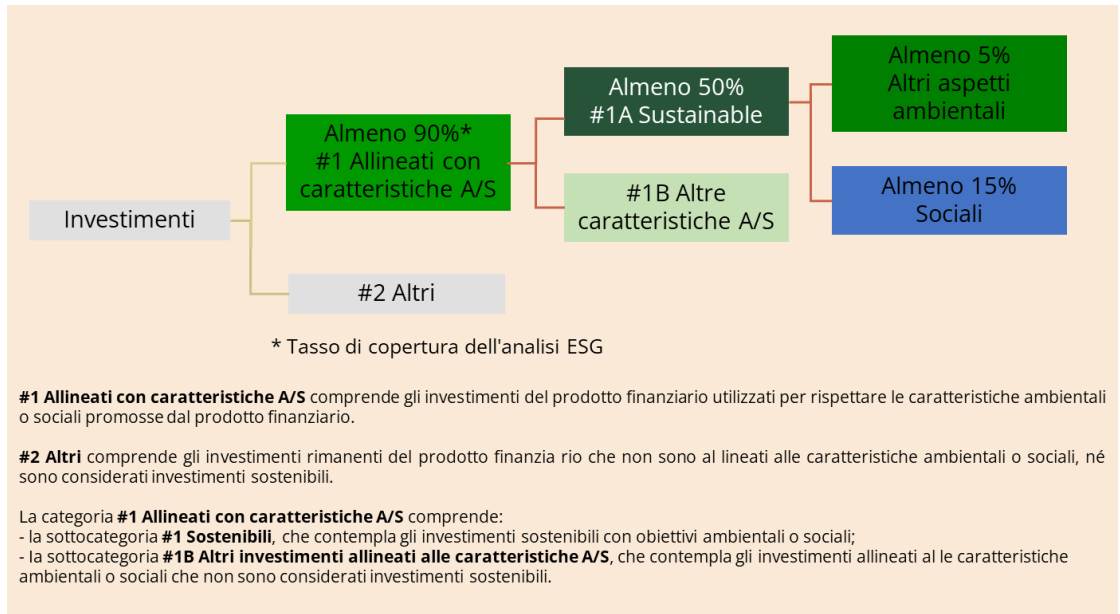 Almeno 5%
Altri aspetti
ambientali
Almeno 50%
#1A Sustainable
Almeno 90%*
#1 Allineati con
caratteristiche A/S
Almeno 15%
Sociali
#1B Altre
caratteristiche A/S
Investimenti
#2 Altri
* Tasso di copertura dell'analisi ESG
#1 Allineati con caratteristiche A/S comprende gli investimenti del prodotto finanziario utilizzati per rispettare le caratteristiche ambientali
o sociali promosse dal prodotto finanziario.
#2 Altri comprende gli investimenti rimanenti del prodotto finanzia rio che non sono al lineati alle caratteristiche ambientali o sociali, né
sono considerati investimenti sostenibili.
La categoria #1 Allineati con caratteristiche A/S comprende:
- la sottocategoria #1 Sostenibili, che contempla gli investimenti sostenibili con obiettivi ambientali o sociali;
- la sottocategoria #1B Altri investimenti allineati alle caratteristiche A/S, che contempla gli investimenti allineati al le caratteristiche
ambientali o sociali che non sono considerati investimenti sostenibili.